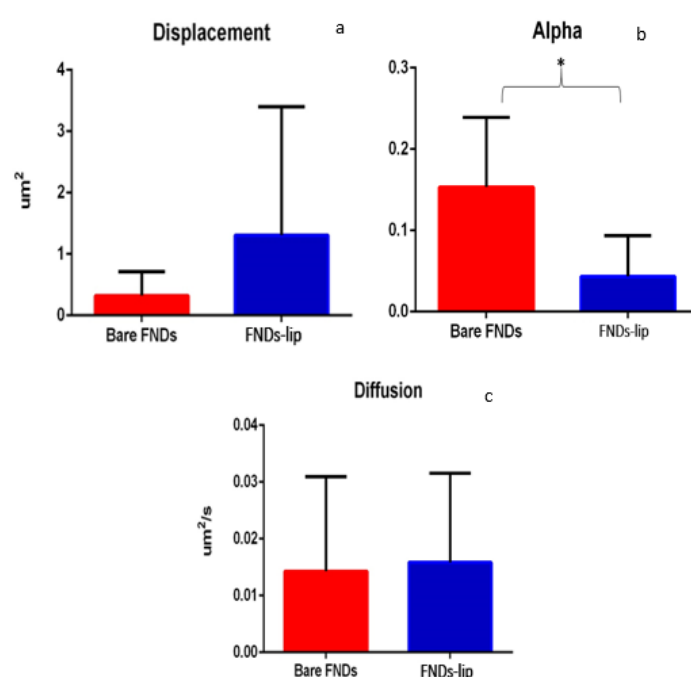 Displacement a
4
3
um²
2
1
0
Bare FNDs FNDs-lip
Alpha b
*
0.3
0.2
0.1
0.0
Bare FNDs FNDs-lip
Diffusion c
0.04
0.03
um²/s
0.02
0.01
0.00
Bare FNDs FNDs-lip